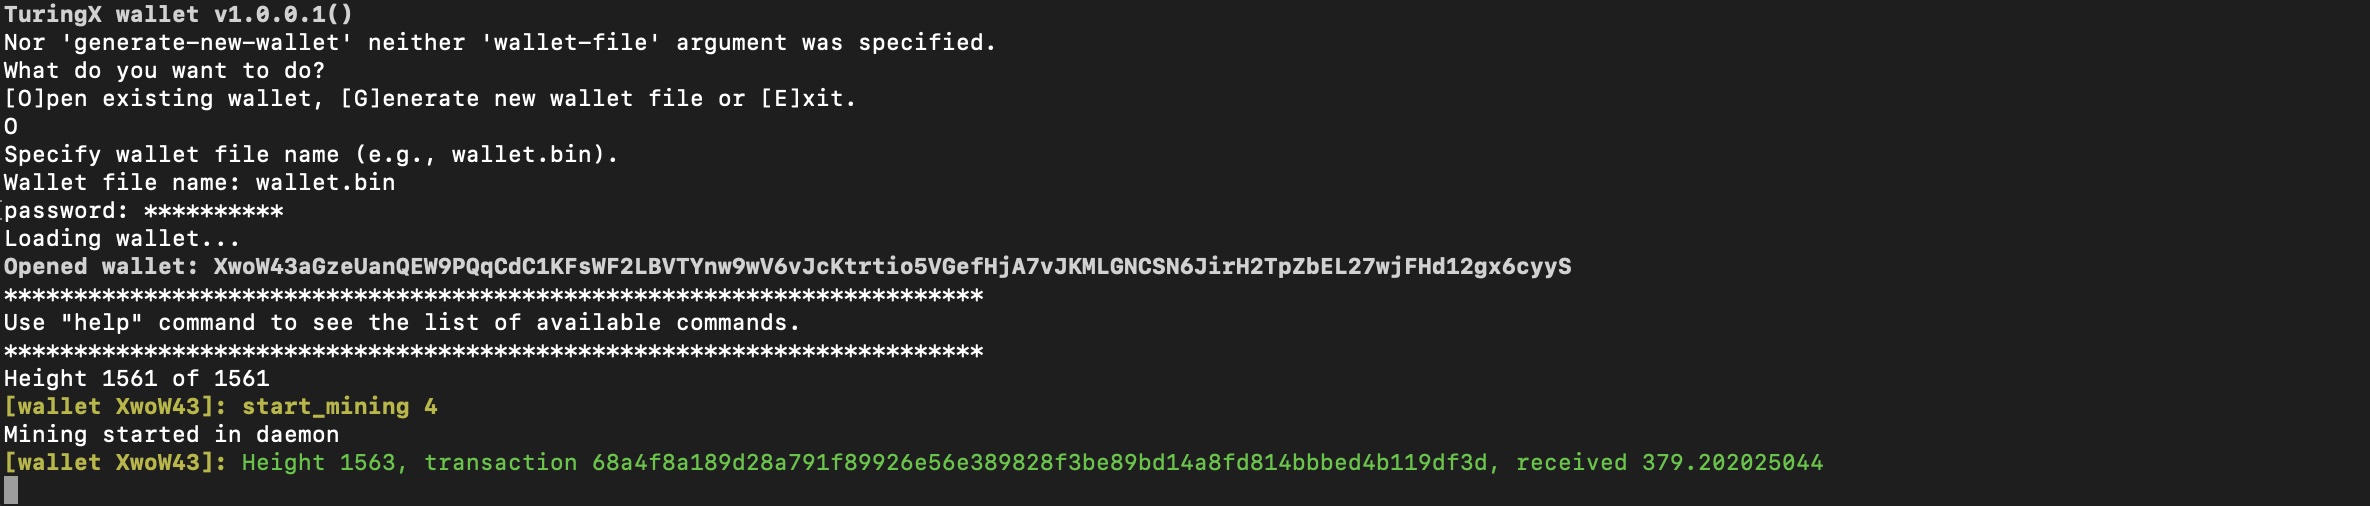 TuringX wallet v1.0.0.1()
Nor 'generate-new-wallet' neither 'wallet-file' argument was specified.
What do you want to do?
[O]pen existing wallet, [G]enerate new wallet file or [E]xit.
O
Specify wallet file name (e.g., wallet.bin).
Wallet file name: wallet.bin
password: **********
Loading wallet...
Opened wallet: XwoW43aGzeUanQEW9PQqCdC1KFsWF2LBVTYnw9wV6vJcKtrtio5VGefHjA7vJKMLGNCSN6JirH2TpZbEL27wjFHd12gx6cyyS
**********************************************************************
Use "help" command to see the list of available commands.
**********************************************************************
Height 1561 of 1561
[wallet XwoW43]: start_mining 4
Mining started in daemon
[wallet XwoW43]: Height 1563, transaction 68a4f8a189d28a791f89926e56e389828f3be89bd14a8fd814bbbed4b119df3d, received 379.202025044